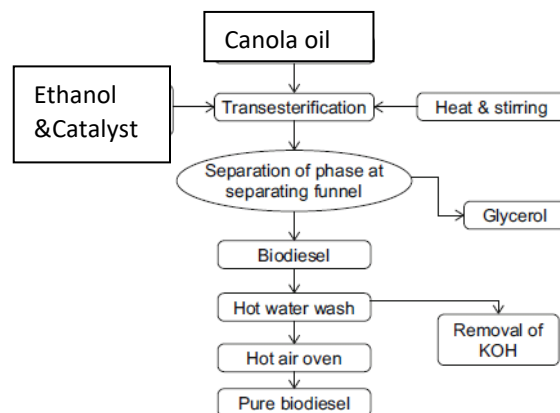 Canola oil
Ethanol
&Catalyst
Transesterification
Heat & stirring
Separation of phase at
separating funnel
Glycerol
Biodiesel
Hot water wash
Removal of
KOH
Hot air oven
Pure biodiesel